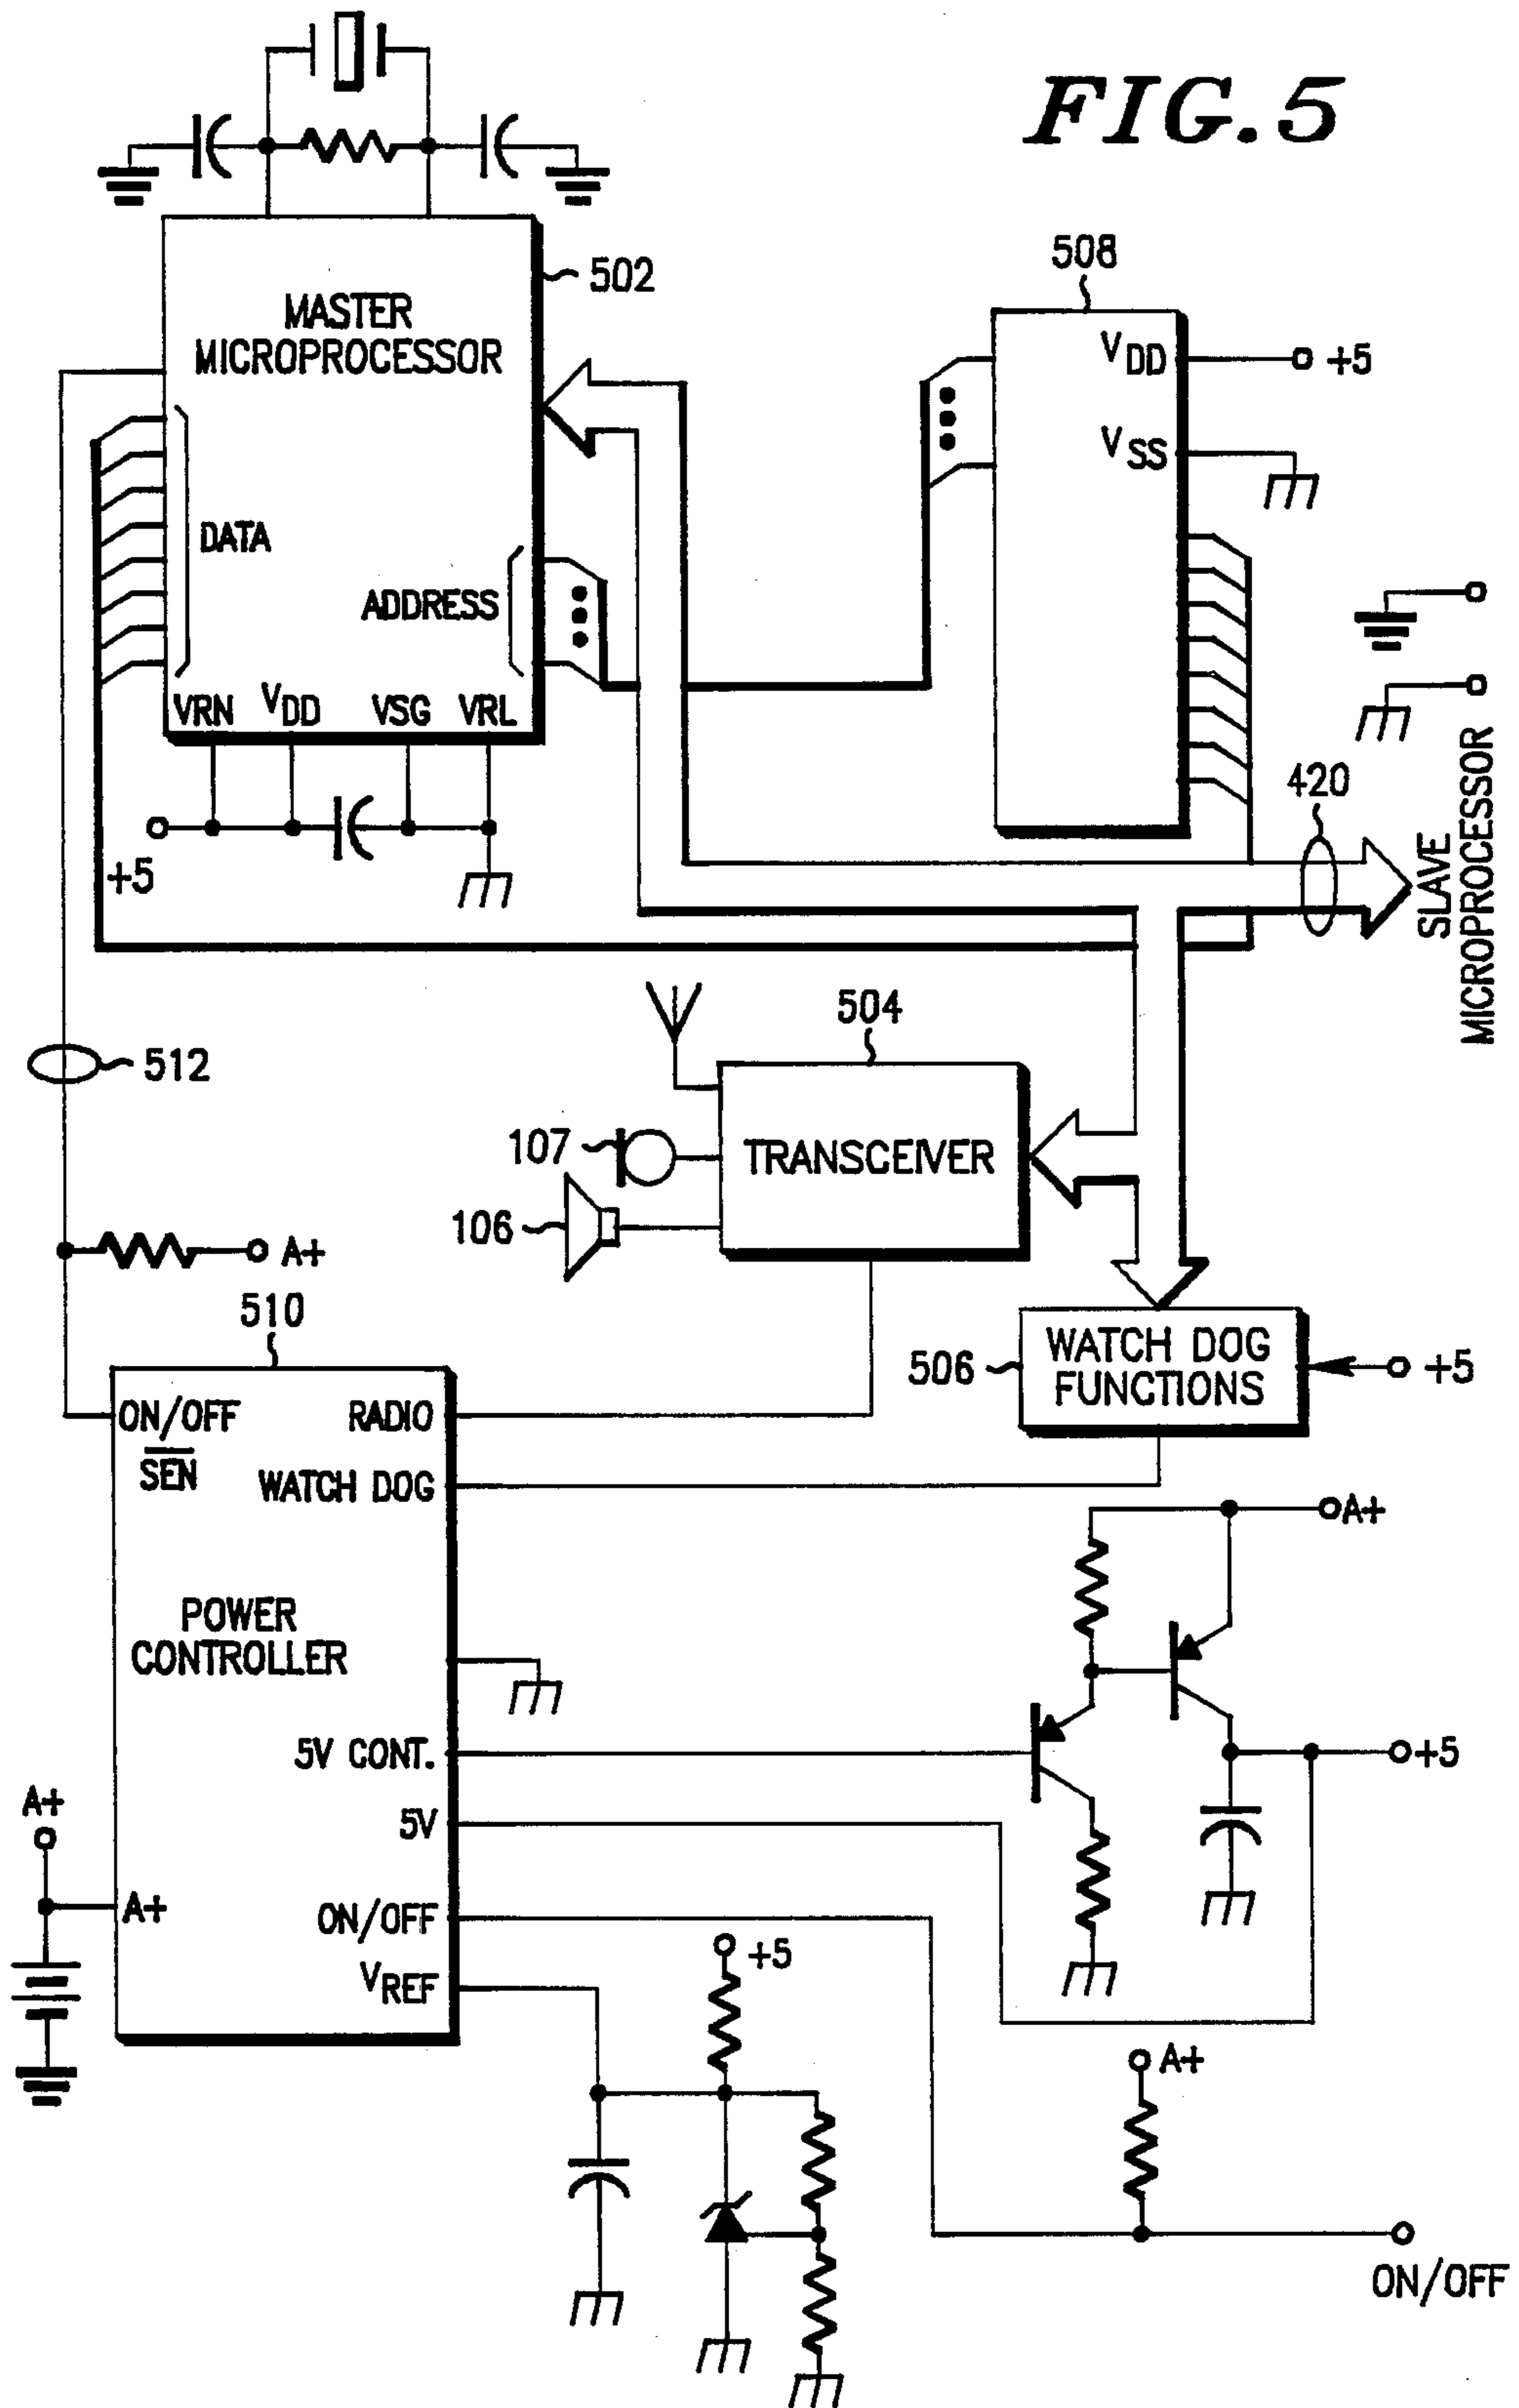 FIG. 5
502
MASTER
MICROPROCESSOR
DATA
ADDRESS
VRN
VDD
VSG
VRL
+5
508
VDD
+5
VSS
420
SLAVE
MICROPROCESSOR
512
504
TRANSCEIVER
107
106
A+
506
WATCH DOG
FUNCTIONS
+5
510
ON/OFF
SEN
RADIO
WATCH DOG
POWER
CONTROLLER
5V CONT.
5V
A+
A+
ON/OFF
VREF
A+
+5
+5
A+
ON/OFF